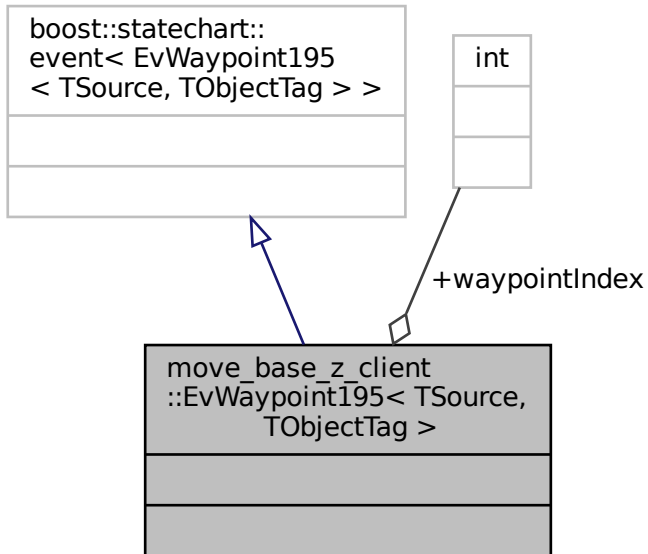 boost::statechart::
event< EvWaypoint195
< TSource, TObjectTag > >
int
+waypointIndex
move_base_z_client
::EvWaypoint195< TSource,
TObjectTag >